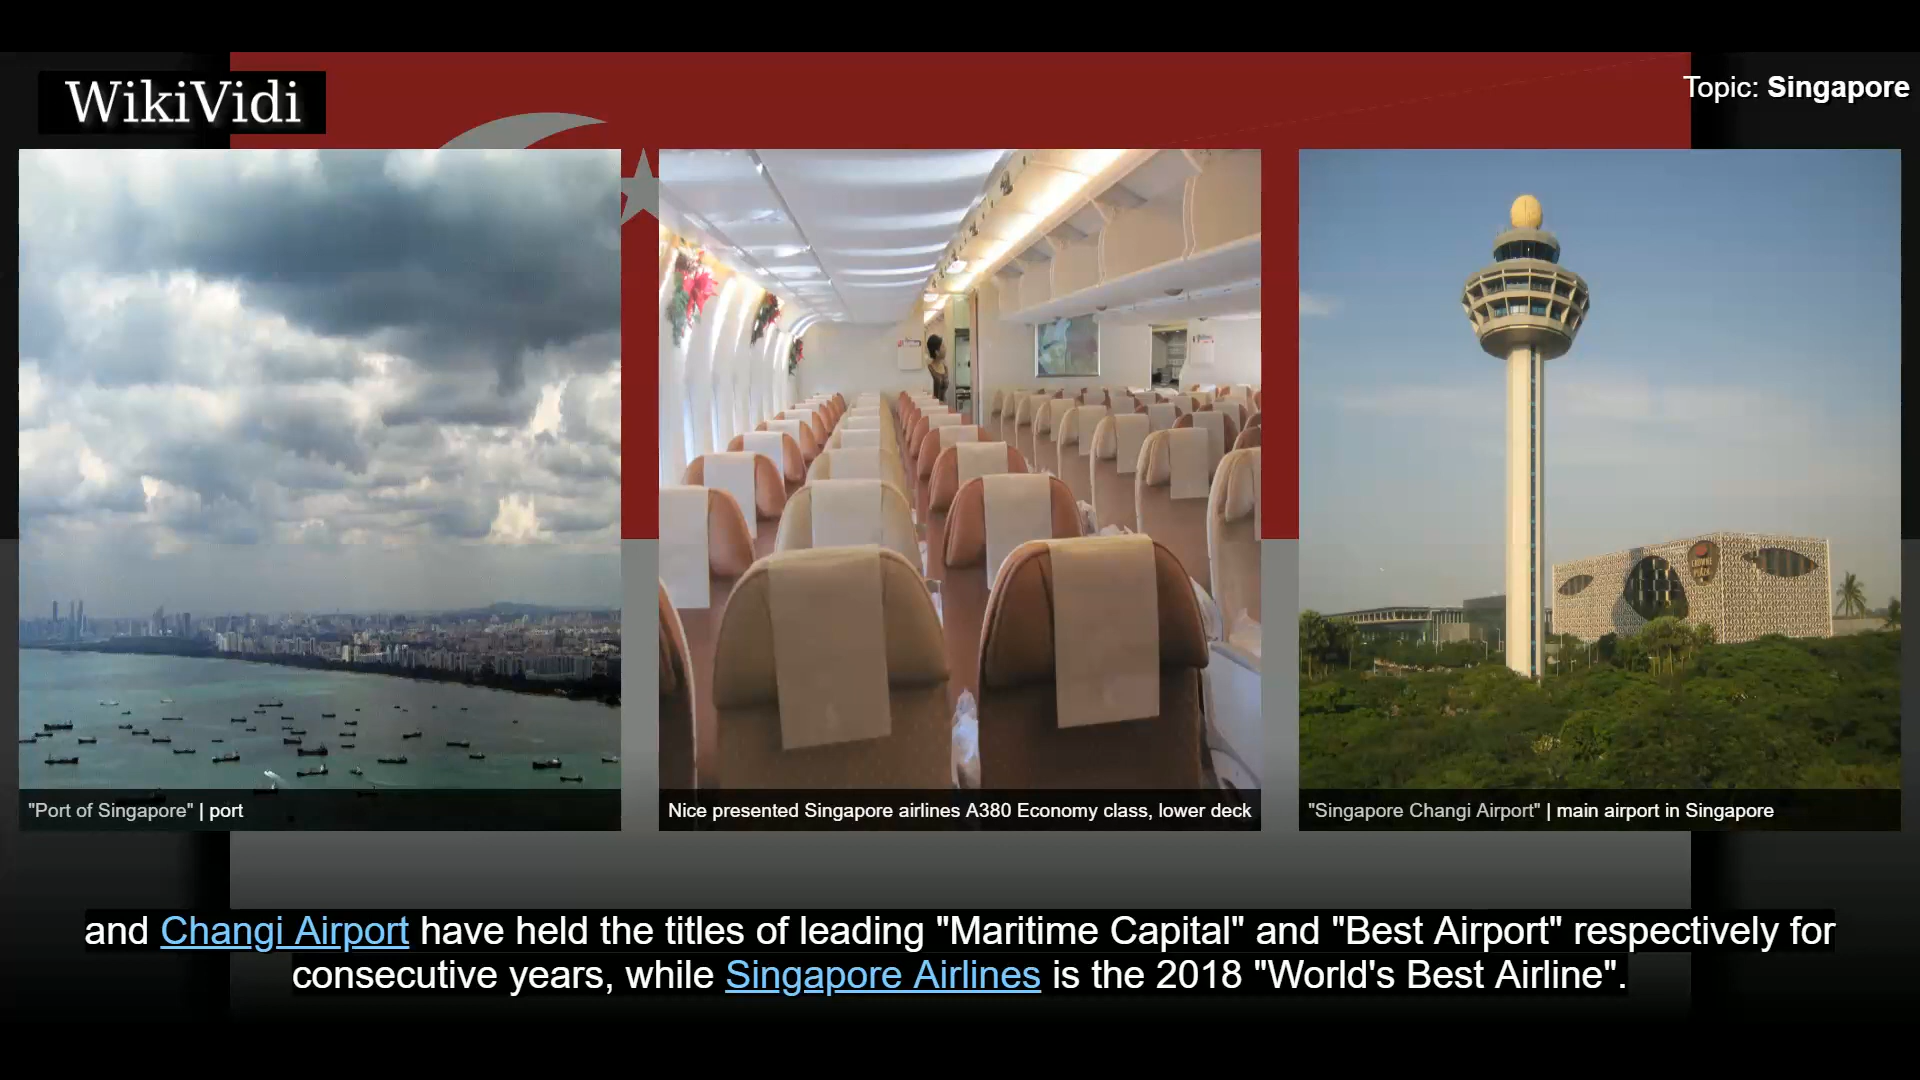 WikiVidi
Topic: Singapore
"Port of Singapore" | port
Nice presented Singapore airlines A380 Economy class, lower deck
"Singapore Changi Airport" | main airport in Singapore
and Changi Airport have held the titles of leading "Maritime Capital" and "Best Airport" respectively for
consecutive years, while Singapore Airlines is the 2018 "World's Best Airline".